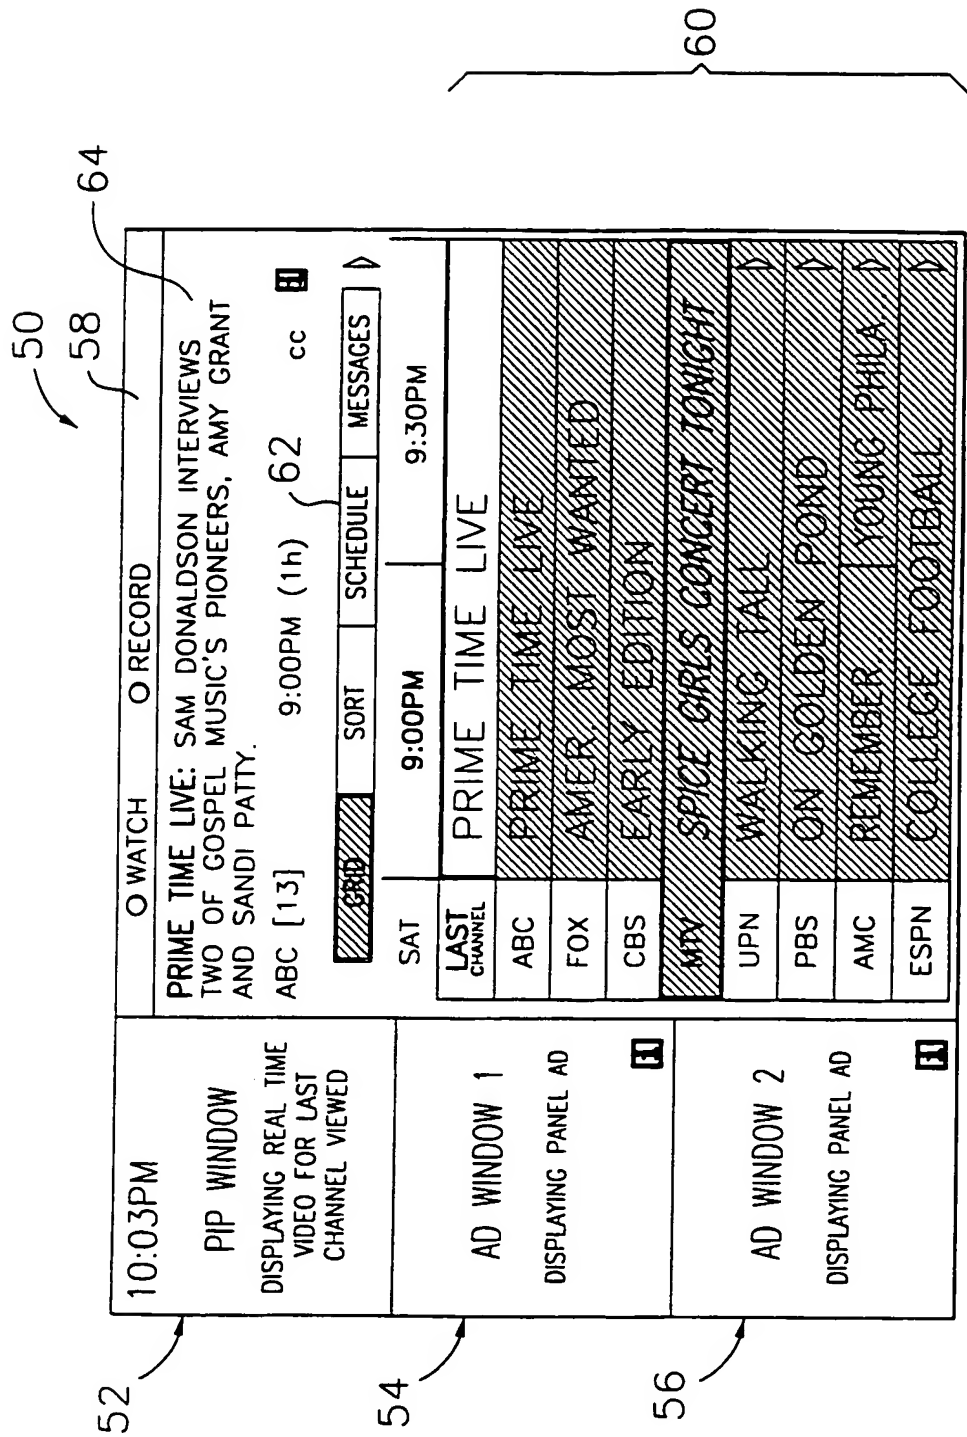 50
58
64
52
54
56
60
62
10:03PM
PIP WINDOW
DISPLAYING REAL TIME
VIDEO FOR LAST
CHANNEL VIEWED
AD WINDOW 1
DISPLAYING PANEL AD
i
AD WINDOW 2
DISPLAYING PANEL AD
i
O WATCH O RECORD
PRIME TIME LIVE: SAM DONALDSON INTERVIEWS
TWO OF GOSPEL MUSIC'S PIONEERS, AMY GRANT
AND SANDI PATTY.
ABC [13] 9:00PM (1h) cc
GRID SORT SCHEDULE MESSAGES
SAT 9:00PM 9:30PM
LAST CHANNEL PRIME TIME LIVE
ABC PRIME TIME LIVE
FOX AMER. MOST WANTED
CBS EARLY EDITION
MTV SPICE GIRLS CONCERT TONIGHT
UPN WALKING TALL
PBS ON GOLDEN POND
AMC REMEMBER... YOUNG PHILA...
ESPN COLLEGE FOOTBALL